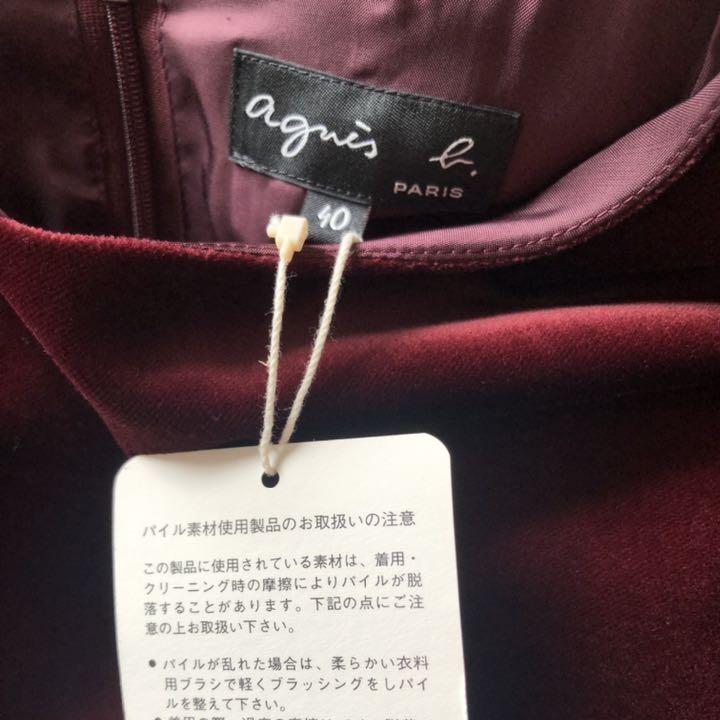 agnès b.
PARIS
40
パイル素材使用製品のお取扱いの注意
この製品に使用されている素材は、着用・
クリーニング時の摩擦によりパイルが脱
落することがあります。下記の点にご注
意の上お取扱い下さい。
● パイルが乱れた場合は、柔らかい衣料
用ブラシで軽くブラッシングをしパイ
ルを整えて下さい。